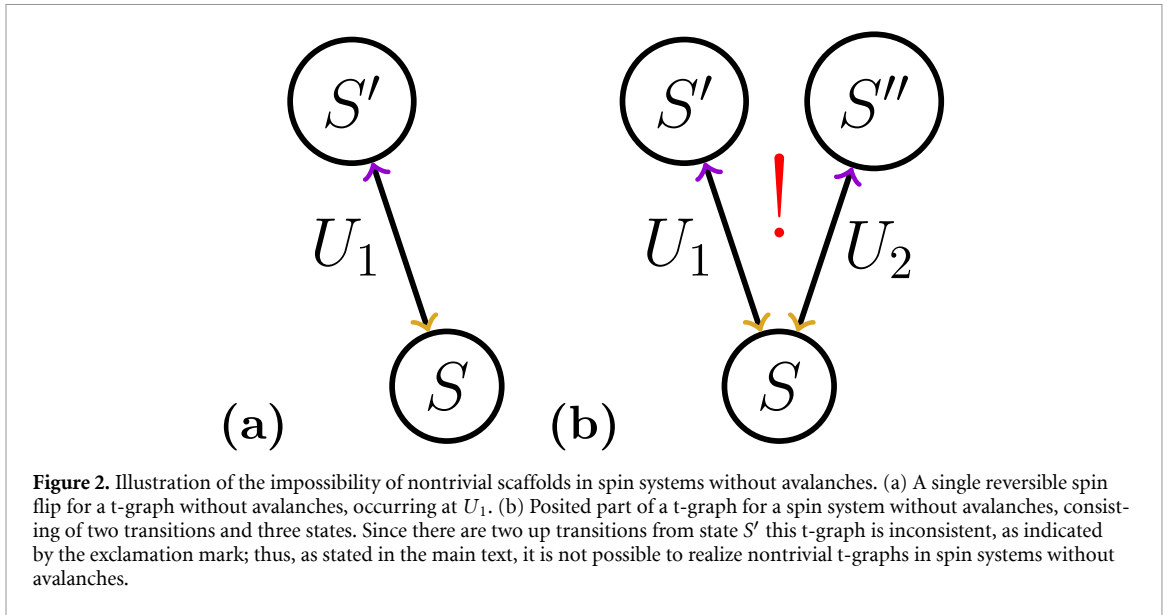 S′ S′ S″
U₁ U₁ ! U₂
S S
(a) (b)
Figure 2. Illustration of the impossibility of nontrivial scaffolds in spin systems without avalanches. (a) A single reversible spin
flip for a t-graph without avalanches, occurring at U₁. (b) Posited part of a t-graph for a spin system without avalanches, consist-
ing of two transitions and three states. Since there are two up transitions from state S′ this t-graph is inconsistent, as indicated
by the exclamation mark; thus, as stated in the main text, it is not possible to realize nontrivial t-graphs in spin systems without
avalanches.